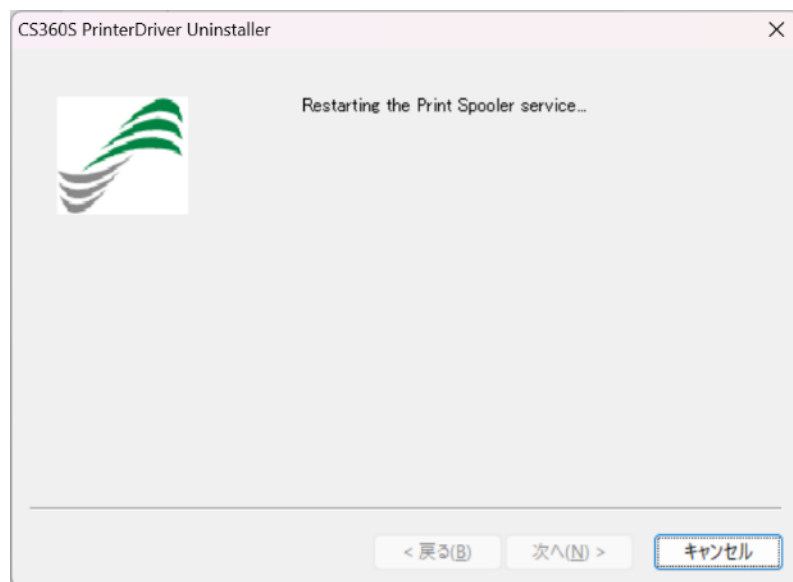 CS360S PrinterDriver Uninstaller
Restarting the Print Spooler service...
< 戻る(B)
次へ(N) >
キャンセル